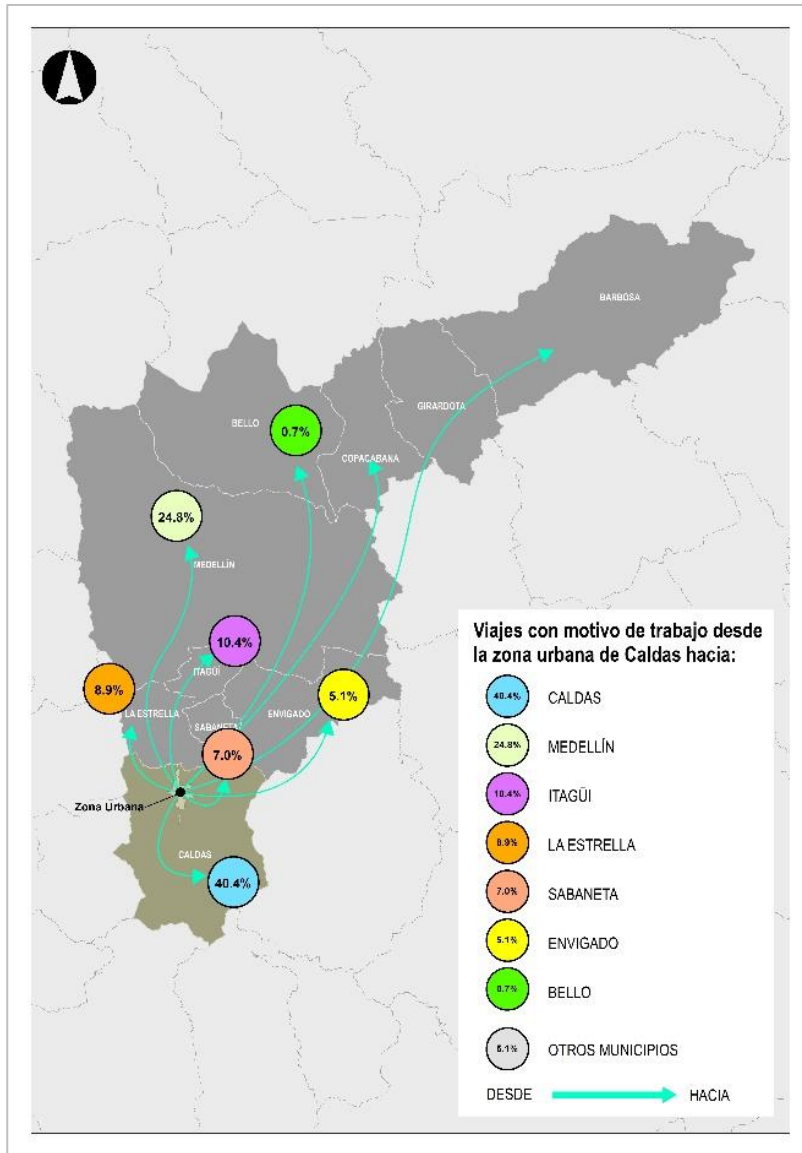 BARBOSA
GIRARDOTA
BELLO
0.7%
COPACABANA
24.8%
MEDELLÍN
10.4%
ITAGÜI
8.9%
LA ESTRELLA
5.1%
ENVIGADO
SABANETA
7.0%
Zona Urbana
CALDAS
40.4%
Viajes con motivo de trabajo desde
la zona urbana de Caldas hacia:
40.4% CALDAS
24.8% MEDELLÍN
10.4% ITAGÜI
8.9% LA ESTRELLA
7.0% SABANETA
5.1% ENVIGADO
0.7% BELLO
5.1% OTROS MUNICIPIOS
DESDE HACIA